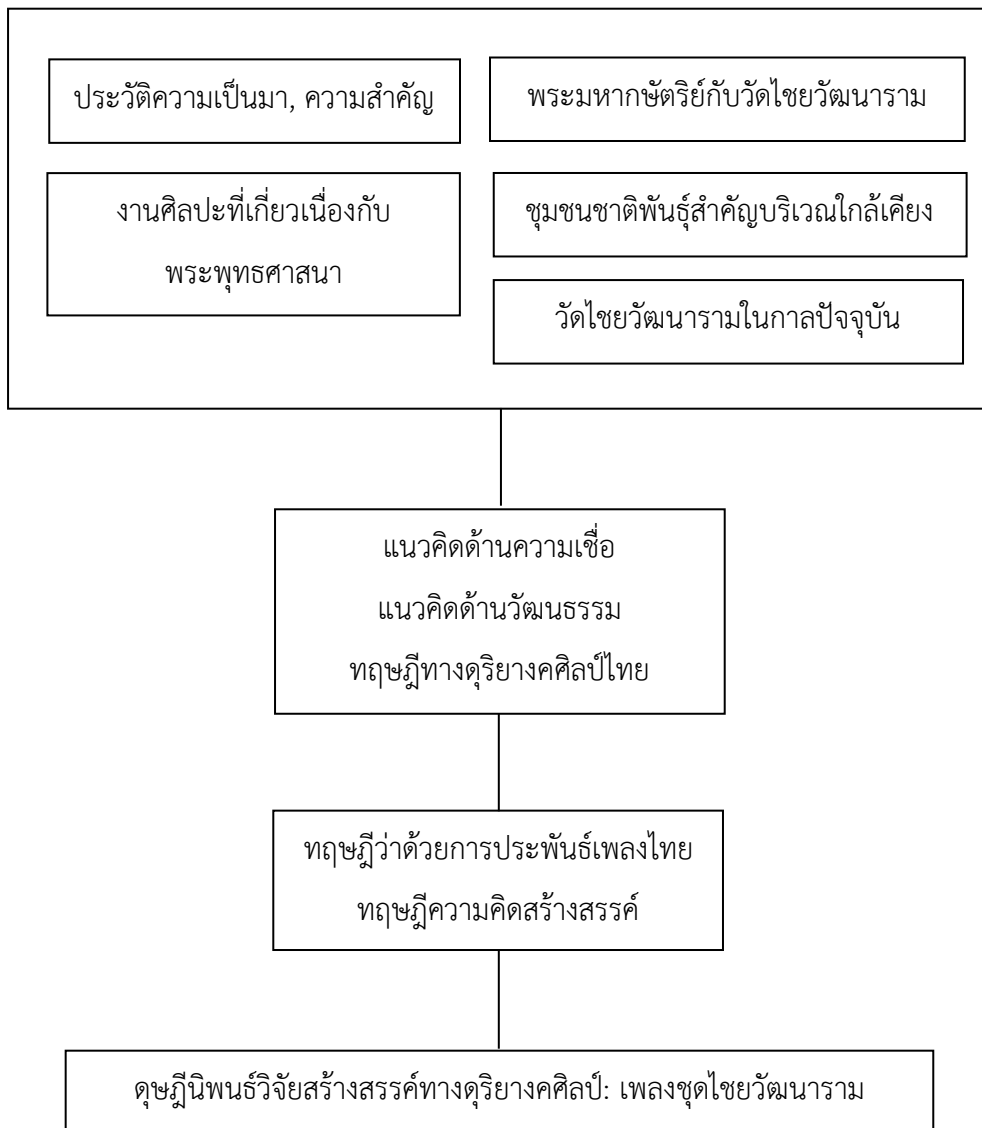 ประวัติความเป็นมา, ความสำคัญ
พระมหากษัตริย์กับวัดไชยวัฒนาราม
งานศิลปะที่เกี่ยวเนื่องกับ
พระพุทธศาสนา
ชุมชนชาติพันธุ์สำคัญบริเวณใกล้เคียง
วัดไชยวัฒนารามในกาลปัจจุบัน
แนวคิดด้านความเชื่อ
แนวคิดด้านวัฒนธรรม
ทฤษฎีทางดุริยางคศิลป์ไทย
ทฤษฎีว่าด้วยการประพันธ์เพลงไทย
ทฤษฎีความคิดสร้างสรรค์
ดุษฎีนิพนธ์วิจัยสร้างสรรค์ทางดุริยางคศิลป์: เพลงชุดไชยวัฒนาราม